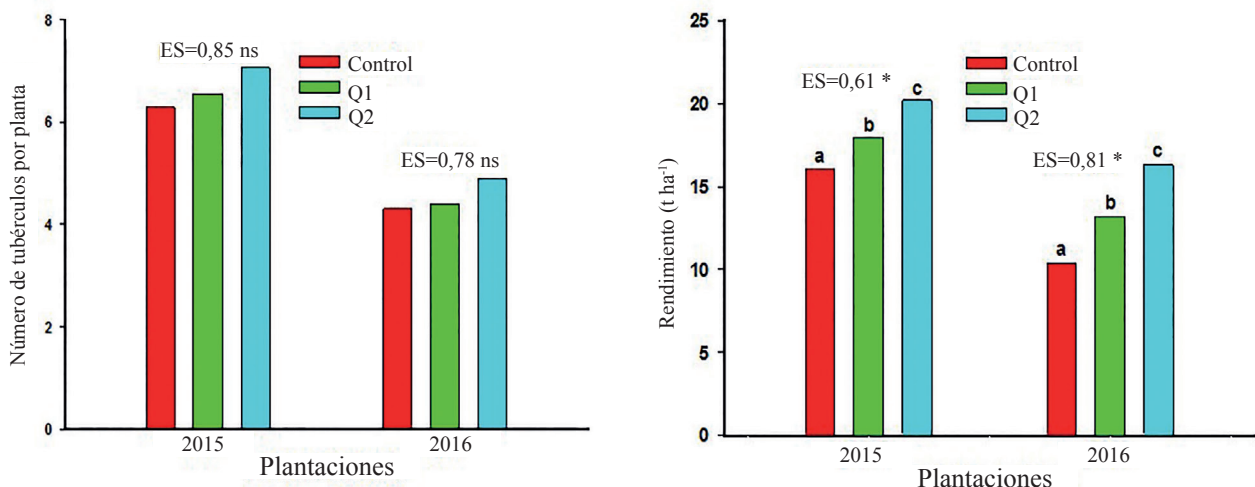 8
6
4
2
0
Número de tubérculos por planta
ES=0,85 ns
Control
Q1
Q2
ES=0,78 ns
2015
2016
Plantaciones
25
20
15
10
5
0
Rendimiento (t ha-1)
ES=0,61 *
Control
Q1
Q2
a
b
c
ES=0,81 *
a
b
c
2015
2016
Plantaciones